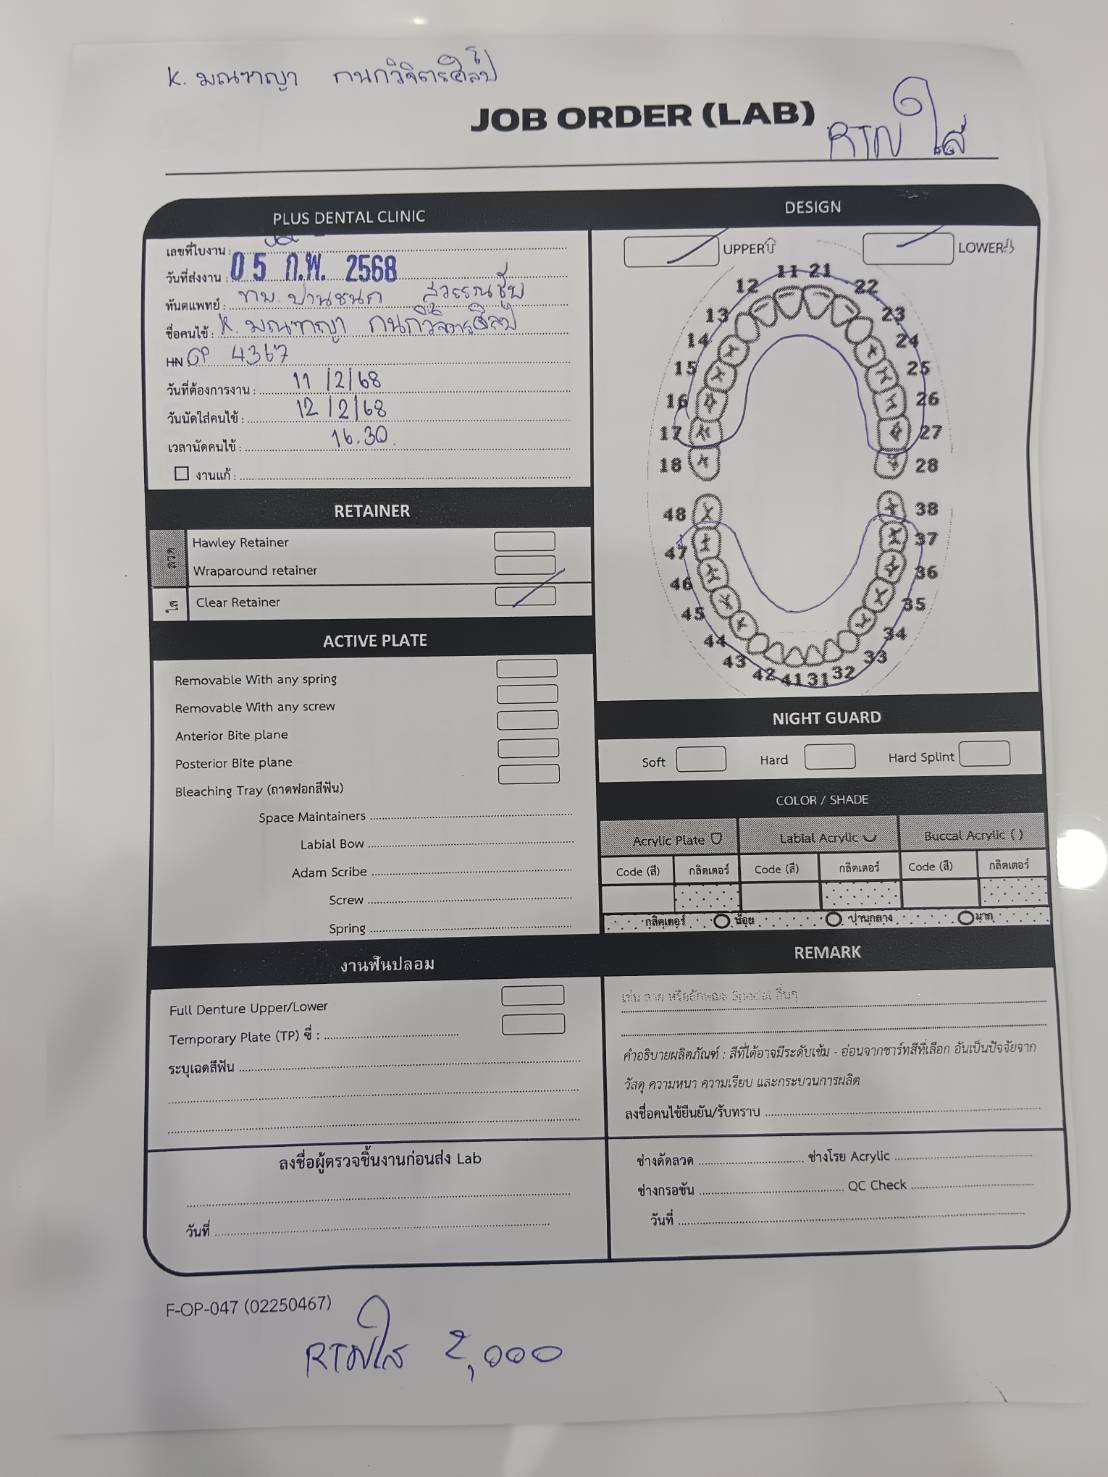 K. มณฑญา กนกวิจิตรศิลป์
JOB ORDER (LAB)
RTN ใส
PLUS DENTAL CLINIC
เลขที่ใบงาน :
วันที่ส่งงาน : 05 ก.พ. 2568
ทันตแพทย์ : ทพ. ปานชนก สุวรรณชัย
ชื่อคนไข้ : K. มณฑญา กนกวิจิตรศิลป์
HN OP 4367
วันที่ต้องการงาน : 11/2/68
วันนัดใส่คนไข้ : 12/2/68
เวลานัดคนไข้ : 16.30
งานแก้ :
DESIGN
UPPER
LOWER
11 21
12 22
13 23
14 24
15 25
16 26
17 27
18 28
48 38
47 37
46 36
45 35
44 34
43 33
42 41 31 32
RETAINER
ลวด
Hawley Retainer
Wraparound retainer
ใส
Clear Retainer
ACTIVE PLATE
Removable With any spring
Removable With any screw
Anterior Bite plane
Posterior Bite plane
Bleaching Tray (ถาดฟอกสีฟัน)
Space Maintainers
Labial Bow
Adam Scribe
Screw
Spring
NIGHT GUARD
Soft Hard Hard Splint
COLOR / SHADE
Acrylic Plate Labial Acrylic Buccal Acrylic ( )
Code (สี) กลิตเตอร์ Code (สี) กลิตเตอร์ Code (สี) กลิตเตอร์
กลิตเตอร์ น้อย ปานกลาง มาก
งานฟันปลอม
Full Denture Upper/Lower
Temporary Plate (TP) ซี่ :
ระบุเฉดสีฟัน
REMARK
เช่น ลาย หรือลักษณะ Special อื่นๆ
คำอธิบายผลิตภัณฑ์ : สีที่ได้อาจมีระดับเข้ม - อ่อนจากชาร์ทสีที่เลือก อันเป็นปัจจัยจาก
วัสดุ ความหนา ความเรียบ และกระบวนการผลิต
ลงชื่อคนไข้ยืนยัน/รับทราบ
ลงชื่อผู้ตรวจชิ้นงานก่อนส่ง Lab
วันที่
ช่างดัดลวด ช่างโรย Acrylic
ช่างกรอขัน QC Check
วันที่
F-OP-047 (02250467)
RTNใส 2,000